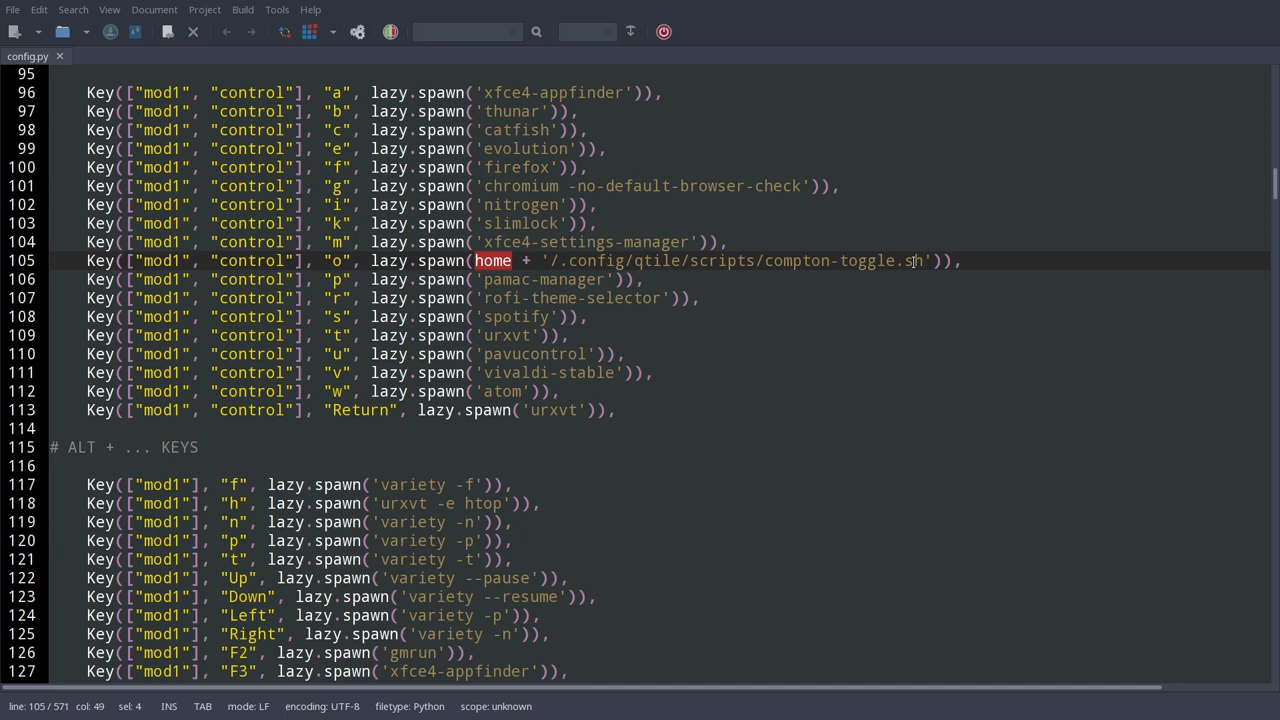 File Edit Search View Document Project Build Tools Help
config.py
95
96 Key(["mod1", "control"], "a", lazy.spawn('xfce4-appfinder')),
97 Key(["mod1", "control"], "b", lazy.spawn('thunar')),
98 Key(["mod1", "control"], "c", lazy.spawn('catfish')),
99 Key(["mod1", "control"], "e", lazy.spawn('evolution')),
100 Key(["mod1", "control"], "f", lazy.spawn('firefox')),
101 Key(["mod1", "control"], "g", lazy.spawn('chromium -no-default-browser-check')),
102 Key(["mod1", "control"], "i", lazy.spawn('nitrogen')),
103 Key(["mod1", "control"], "k", lazy.spawn('slimlock')),
104 Key(["mod1", "control"], "m", lazy.spawn('xfce4-settings-manager')),
105 Key(["mod1", "control"], "o", lazy.spawn(home + '/.config/qtile/scripts/compton-toggle.sh')),
106 Key(["mod1", "control"], "p", lazy.spawn('pamac-manager')),
107 Key(["mod1", "control"], "r", lazy.spawn('rofi-theme-selector')),
108 Key(["mod1", "control"], "s", lazy.spawn('spotify')),
109 Key(["mod1", "control"], "t", lazy.spawn('urxvt')),
110 Key(["mod1", "control"], "u", lazy.spawn('pavucontrol')),
111 Key(["mod1", "control"], "v", lazy.spawn('vivaldi-stable')),
112 Key(["mod1", "control"], "w", lazy.spawn('atom')),
113 Key(["mod1", "control"], "Return", lazy.spawn('urxvt')),
114
115 # ALT + ... KEYS
116
117 Key(["mod1"], "f", lazy.spawn('variety -f')),
118 Key(["mod1"], "h", lazy.spawn('urxvt -e htop')),
119 Key(["mod1"], "n", lazy.spawn('variety -n')),
120 Key(["mod1"], "p", lazy.spawn('variety -p')),
121 Key(["mod1"], "t", lazy.spawn('variety -t')),
122 Key(["mod1"], "Up", lazy.spawn('variety --pause')),
123 Key(["mod1"], "Down", lazy.spawn('variety --resume')),
124 Key(["mod1"], "Left", lazy.spawn('variety -p')),
125 Key(["mod1"], "Right", lazy.spawn('variety -n')),
126 Key(["mod1"], "F2", lazy.spawn('gmrun')),
127 Key(["mod1"], "F3", lazy.spawn('xfce4-appfinder')),
line: 105 / 571 col: 49 sel: 4 INS TAB mode: LF encoding: UTF-8 filetype: Python scope: unknown